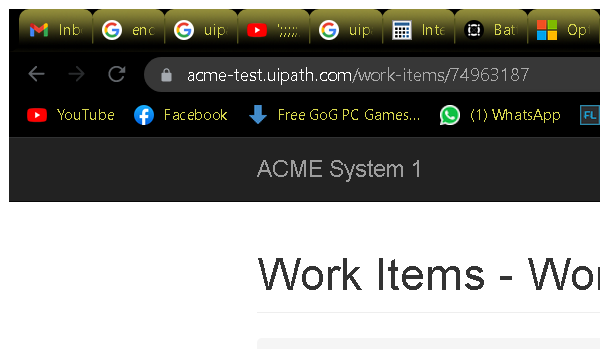 Inb enc uip ';;;;; uip Inte Bat Opt
acme-test.uipath.com/work-items/74963187
YouTube Facebook Free GoG PC Games... (1) WhatsApp FL
ACME System 1
Work Items - Wor